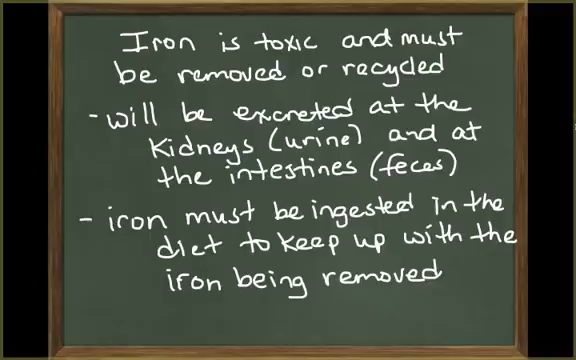 Iron is toxic and must
be removed or recycled
- will be excreted at the
Kidneys (urine) and at
the intestines (feces)
- iron must be ingested in the
diet to keep up with the
iron being removed